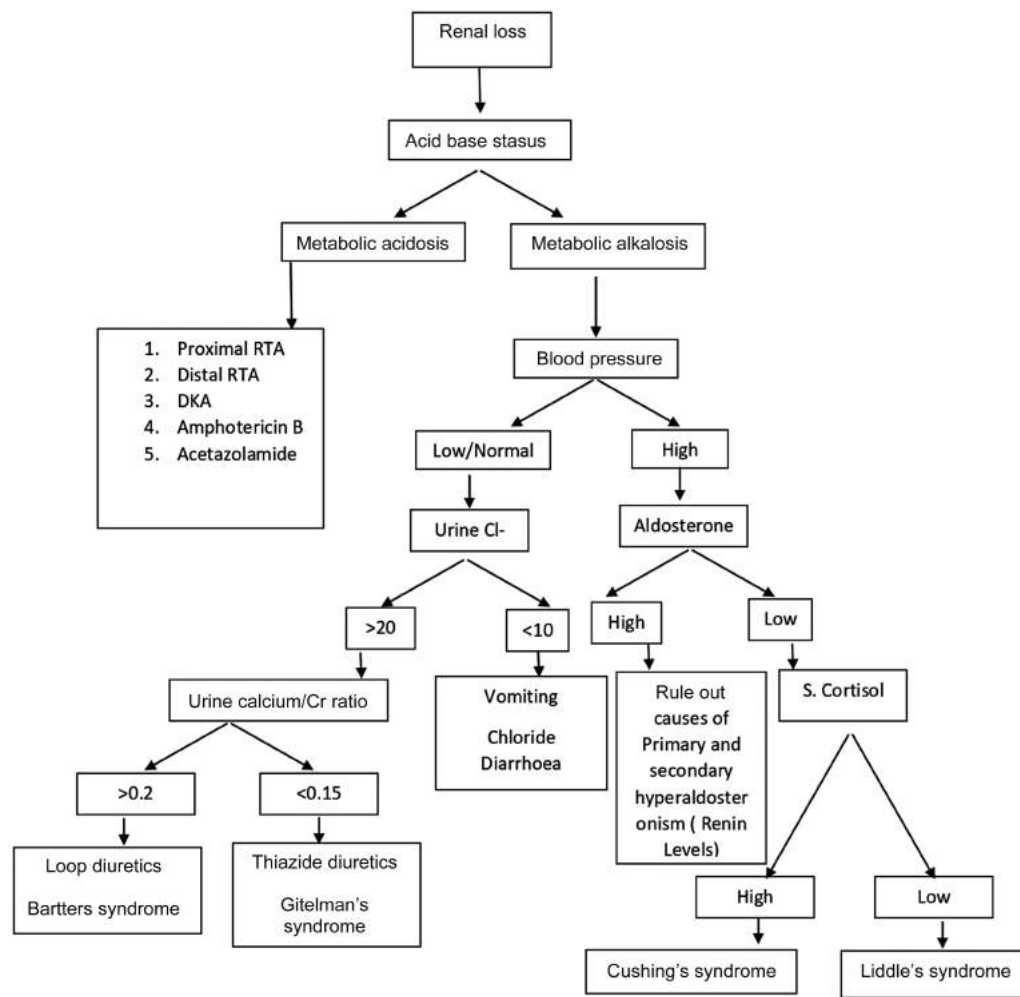 Renal loss
Acid base stasus
Metabolic acidosis
Metabolic alkalosis
1. Proximal RTA
2. Distal RTA
3. DKA
4. Amphotericin B
5. Acetazolamide
Blood pressure
Low/Normal
High
Urine Cl-
Aldosterone
>20
<10
High
Low
Urine calcium/Cr ratio
Vomiting
Chloride
Diarrhoea
Rule out
causes of
Primary and
secondary
hyperaldoster
onism ( Renin
Levels)
S. Cortisol
>0.2
<0.15
Loop diuretics
Bartters syndrome
Thiazide diuretics
Gitelman’s
syndrome
High
Low
Cushing’s syndrome
Liddle’s syndrome